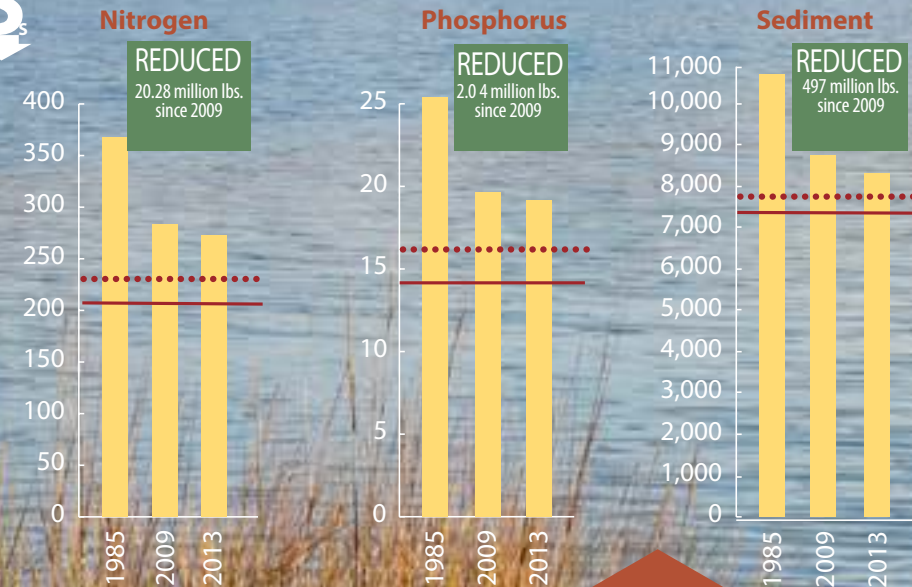 s
Nitrogen
REDUCED
20.28 million lbs.
since 2009
400
350
300
250
200
150
100
50
0
1985
2009
2013
Phosphorus
REDUCED
2.0 4 million lbs.
since 2009
25
20
15
10
5
0
1985
2009
2013
Sediment
REDUCED
497 million lbs.
since 2009
11,000
10,000
9,000
8,000
7,000
6,000
5,000
4,000
3,000
2,000
1,000
0
1985
2009
2013